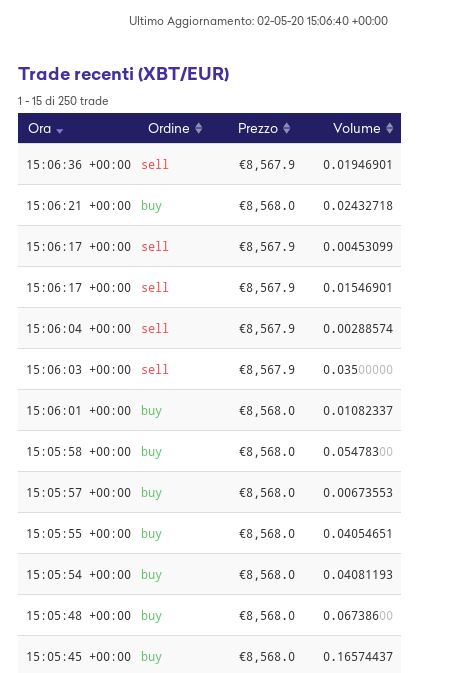 Ultimo Aggiornamento: 02-05-20 15:06:40 +00:00
Trade recenti (XBT/EUR)
1 - 15 di 250 trade
Ora Ordine Prezzo Volume
15:06:36 +00:00 sell €8,567.9 0.01946901
15:06:21 +00:00 buy €8,568.0 0.02432718
15:06:17 +00:00 sell €8,567.9 0.00453099
15:06:17 +00:00 sell €8,567.9 0.01546901
15:06:04 +00:00 sell €8,567.9 0.00288574
15:06:03 +00:00 sell €8,567.9 0.03500000
15:06:01 +00:00 buy €8,568.0 0.01082337
15:05:58 +00:00 buy €8,568.0 0.05478300
15:05:57 +00:00 buy €8,568.0 0.00673553
15:05:55 +00:00 buy €8,568.0 0.04054651
15:05:54 +00:00 buy €8,568.0 0.04081193
15:05:48 +00:00 buy €8,568.0 0.06738600
15:05:45 +00:00 buy €8,568.0 0.16574437